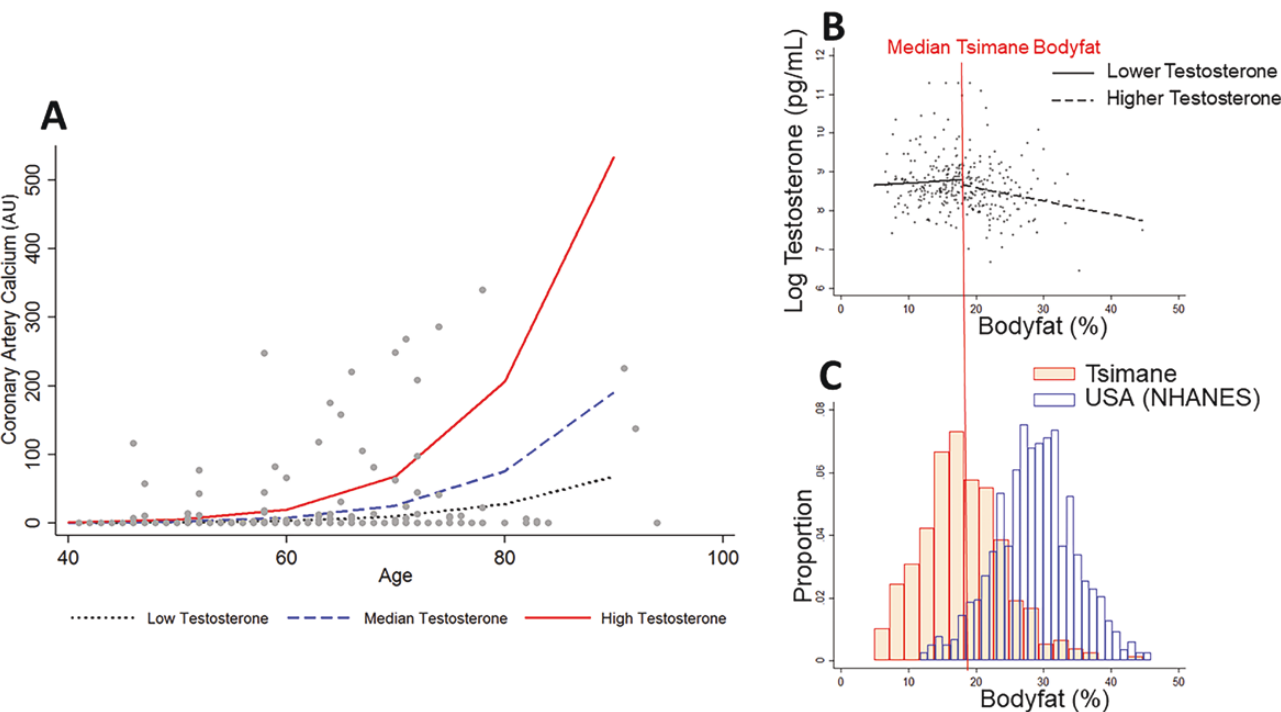 A
Coronary Artery Calcium (AU)
500
400
300
200
100
0
40 60 80 100
Age
Low Testosterone Median Testosterone High Testosterone
B
Median Tsimane Bodyfat
Lower Testosterone
Higher Testosterone
Log Testosterone (pg/mL)
12
11
10
9
8
7
6
0 10 20 30 40 50
Bodyfat (%)
C
Tsimane
USA (NHANES)
Proportion
.08
.06
.04
.02
0
0 10 20 30 40 50
Bodyfat (%)